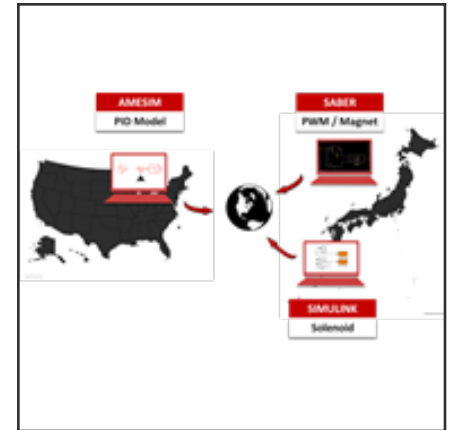 AMESIM
PID Model
SABER
PWM / Magnet
SIMULINK
Solenoid